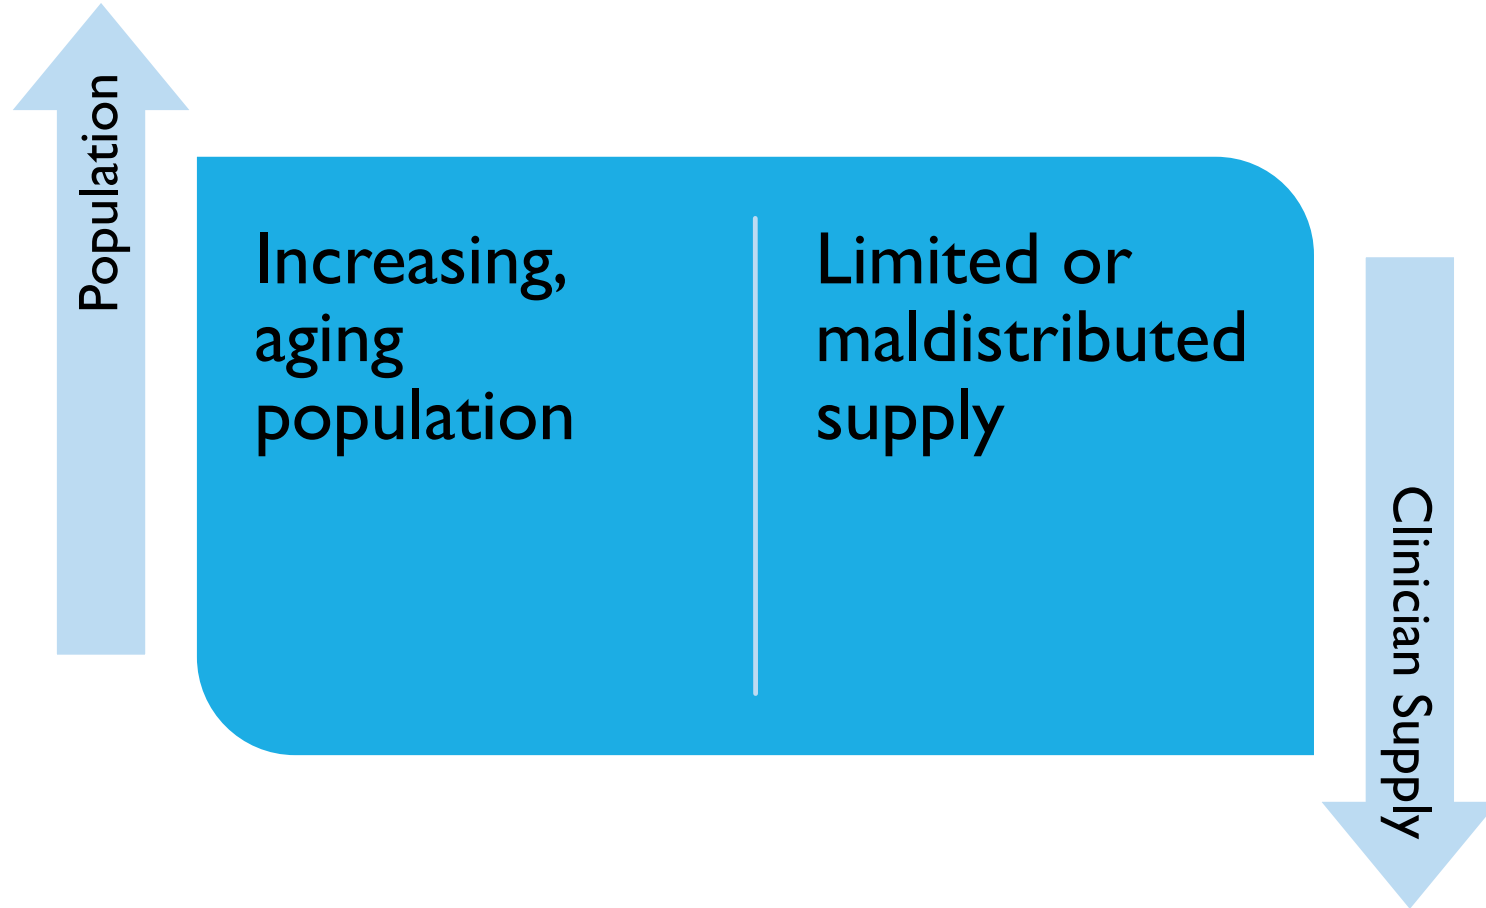 Population
Increasing,
aging
population
Limited or
maldistributed
supply
Clinician Supply